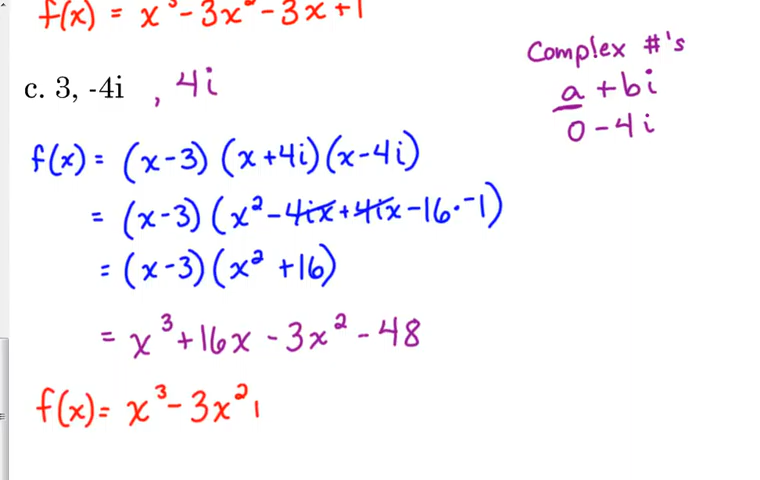 f(x) = x³ - 3x² - 3x + 1
Complex #'s
a + bi
0 - 4i
c. 3, -4i , 4i
f(x) = (x-3) (x+4i)(x-4i)
= (x-3) (x² - 4ix + 4ix - 16 · -1)
= (x-3) (x² + 16)
= x³ + 16x - 3x² - 48
f(x) = x³ - 3x²